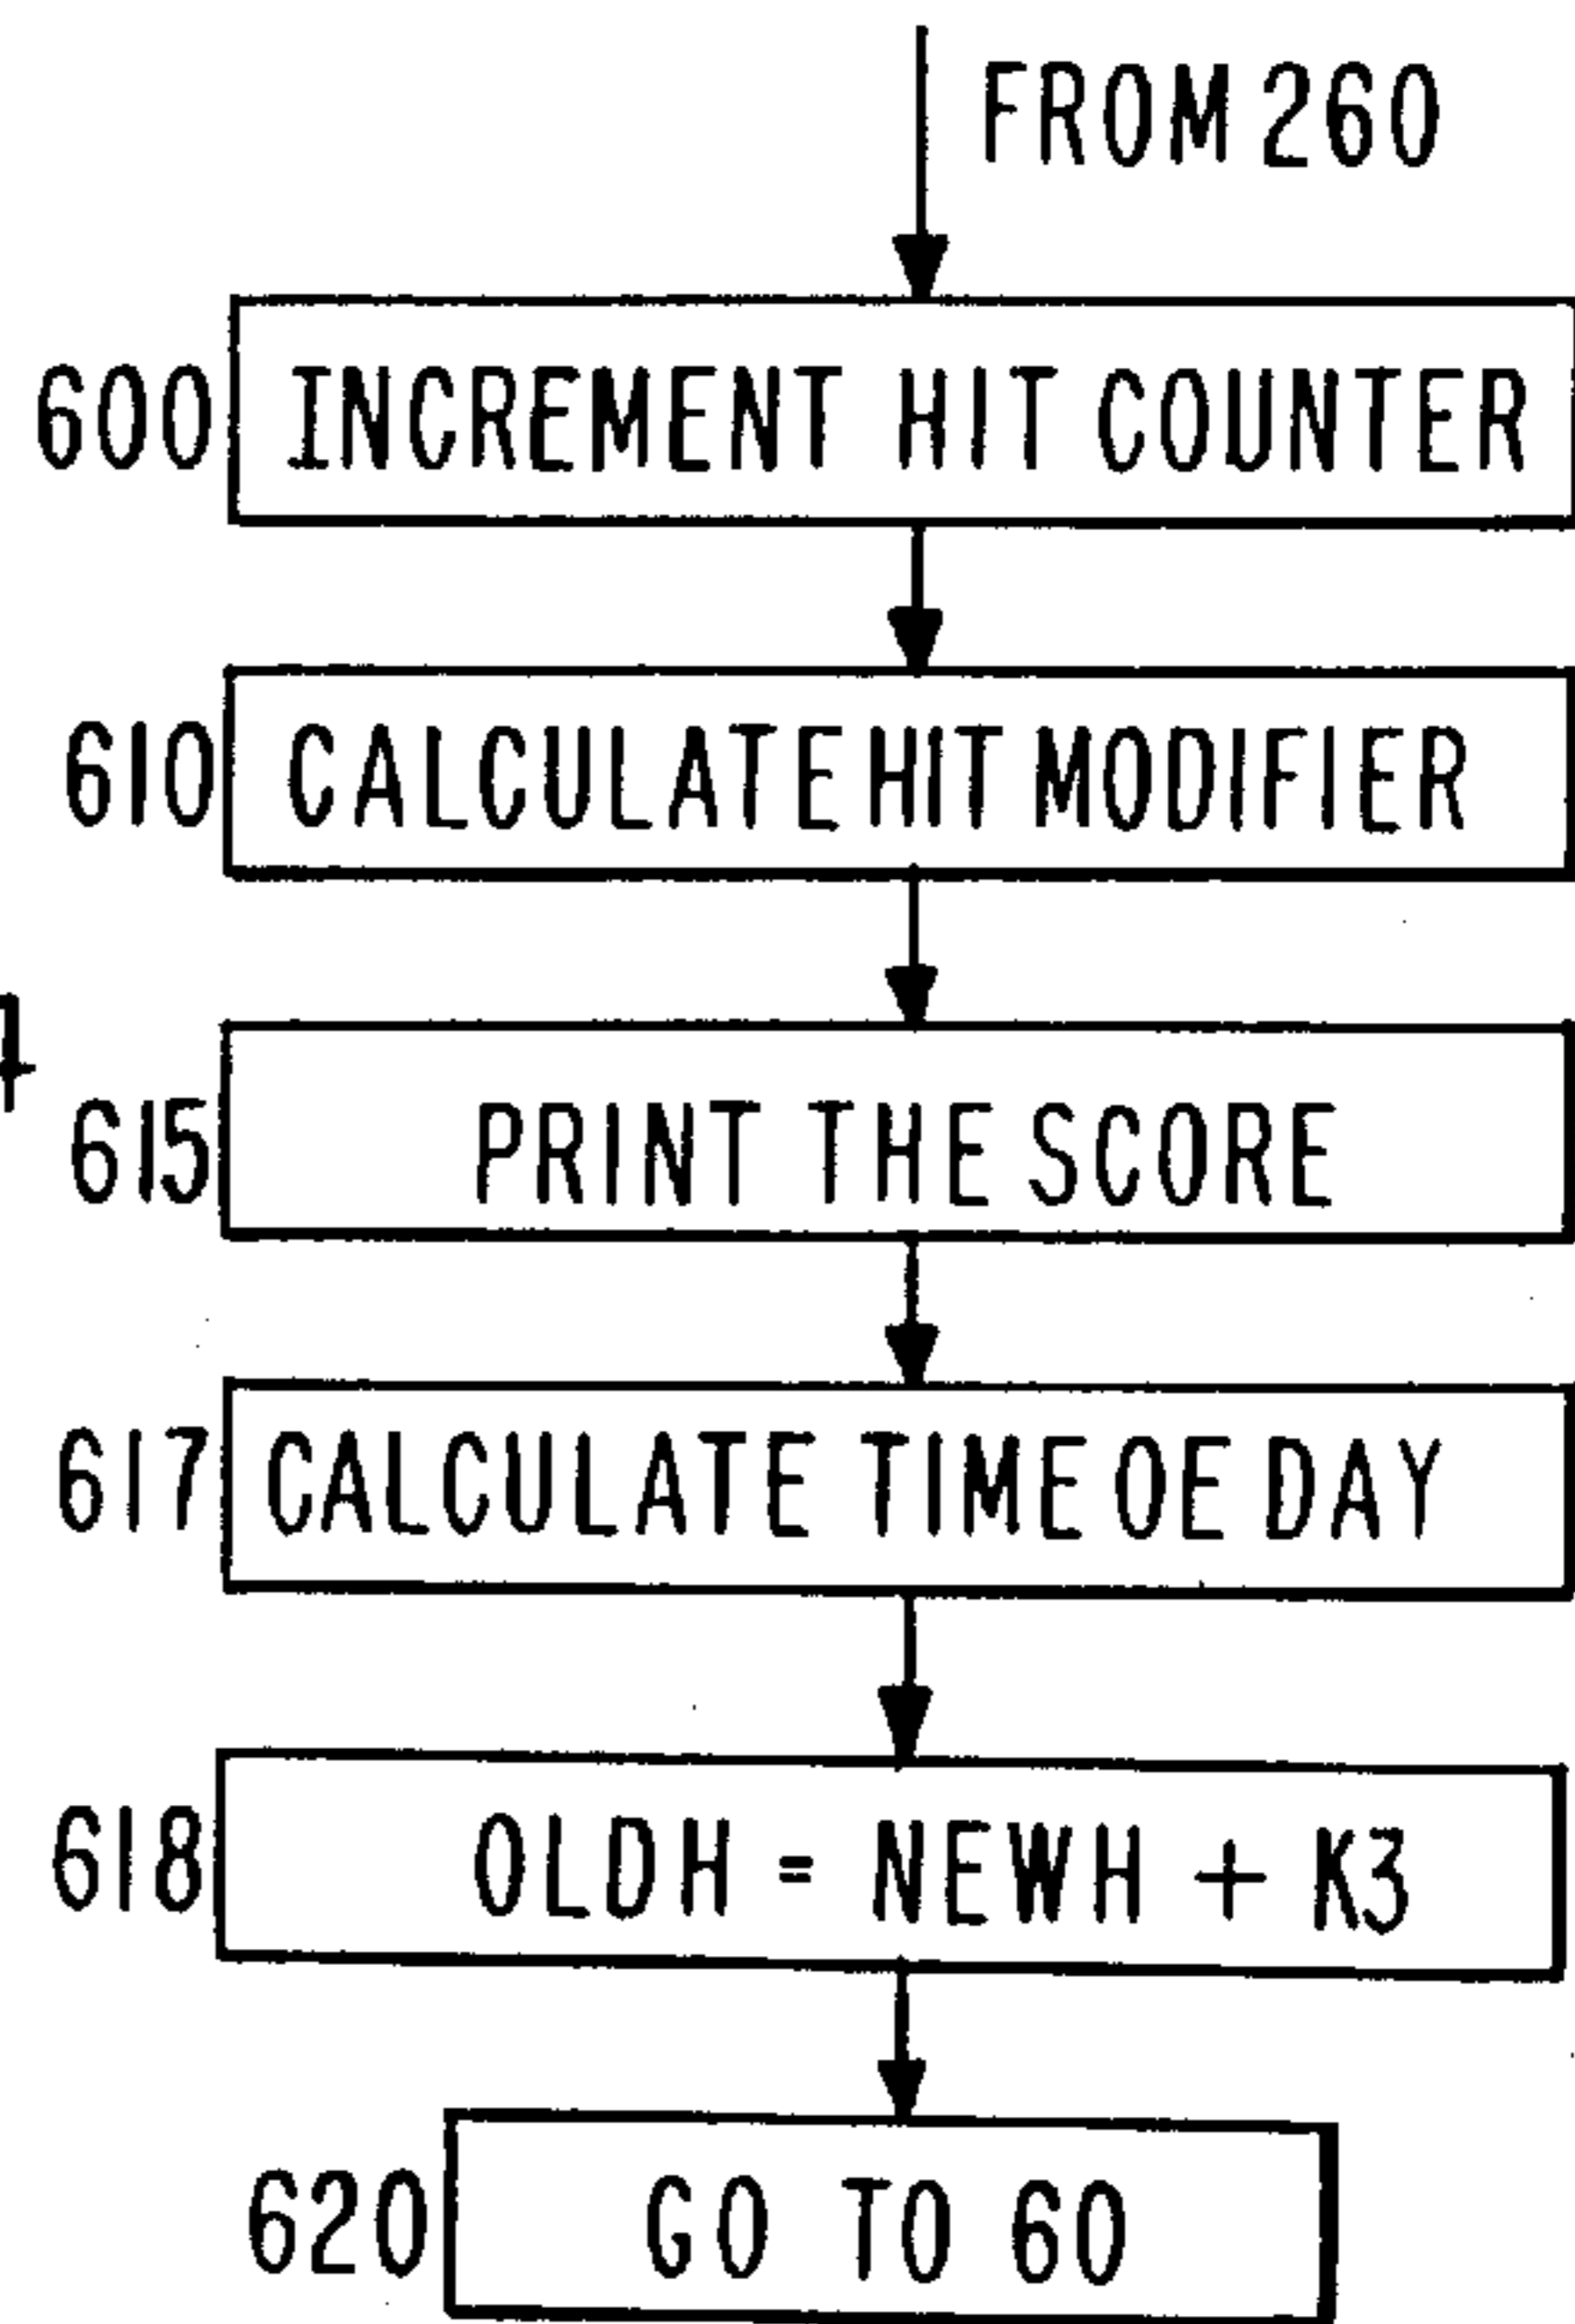 FROM 260
600 INCREMENT HIT COUNTER
610 CALCULATE HIT MODIFIER
615 PRINT THE SCORE
617 CALCULATE TIME OE DAY
618 OLDH = NEWH + K3
620 GO TO 60